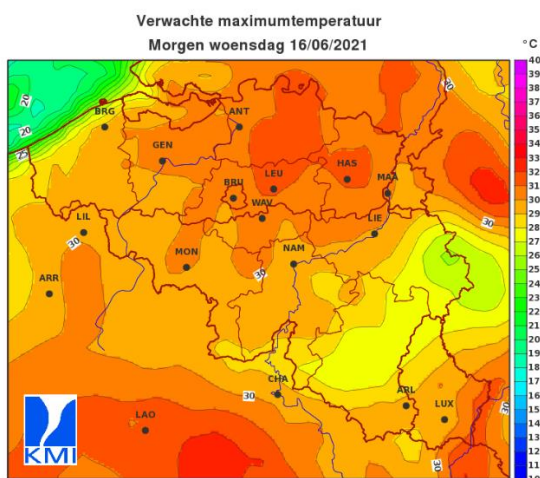 Verwachte maximumtemperatuur
Morgen woensdag 16/06/2021
°C
40
39
38
37
36
35
34
33
32
31
30
29
28
27
26
25
24
23
22
21
20
19
18
17
16
15
14
13
12
11
10
20
20
25
30
BRG
ANT
GEN
LEU
HAS
BRU
MAA
WAV
30
LIL
30
LIE
MON
NAM
30
ARR
CHA
30
ARL
LUX
30
LAO
KMI